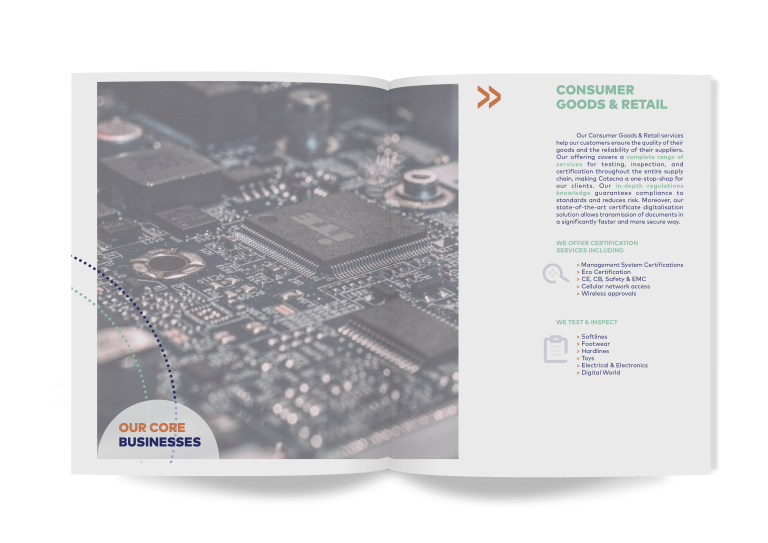 OUR CORE
BUSINESSES
CONSUMER
GOODS & RETAIL
Our Consumer Goods & Retail services
help our customers ensure the quality of their
goods and the reliability of their suppliers.
Our offering covers a complete range of
services for testing, inspection, and
certification throughout the entire supply
chain, making Cotecna a one-stop-shop for
our clients. Our in-depth regulations
knowledge guarantees compliance to
standards and reduces risk. Moreover, our
state-of-the-art certificate digitalisation
solution allows transmission of documents in
a significantly faster and more secure way.
WE OFFER CERTIFICATION
SERVICES INCLUDING
> Management System Certifications
> Eco Certification
> CE, CB, Safety & EMC
> Cellular network access
> Wireless approvals
WE TEST & INSPECT
> Softlines
> Footwear
> Hardlines
> Toys
> Electrical & Electronics
> Digital World